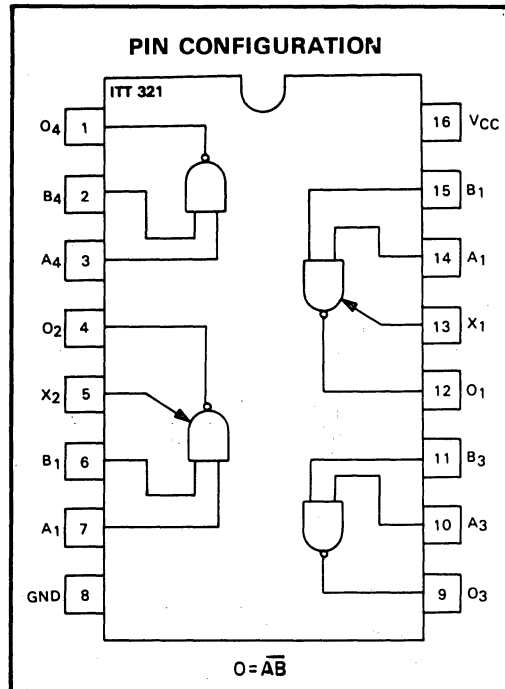 PIN CONFIGURATION
ITT 321
O4 1
B4 2
A4 3
O2 4
X2 5
B1 6
A1 7
GND 8
16 VCC
15 B1
14 A1
13 X1
12 O1
11 B3
10 A3
9 O3
O = A̅B̅